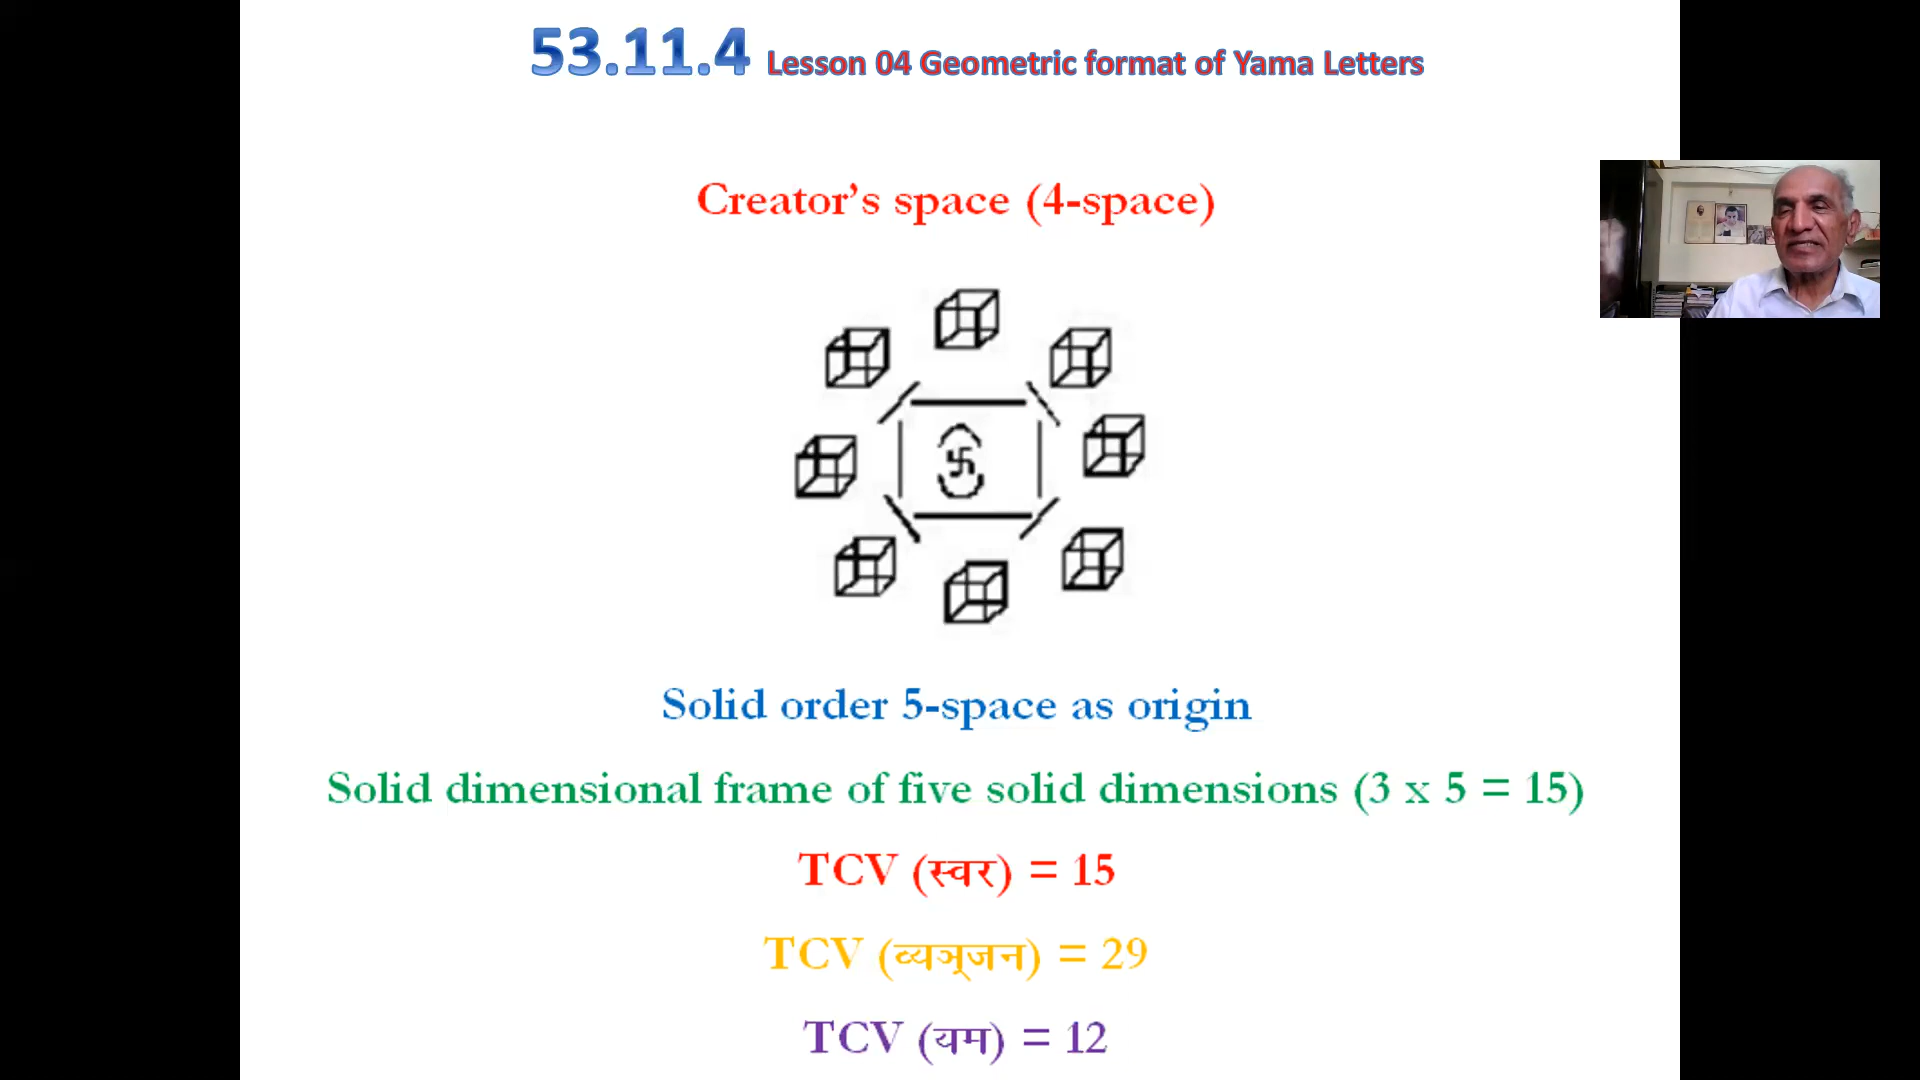 53.11.4 Lesson 04 Geometric format of Yama Letters
Creator's space (4-space)
Solid order 5-space as origin
Solid dimensional frame of five solid dimensions (3 x 5 = 15)
TCV (स्वर) = 15
TCV (व्यञ्जन) = 29
TCV (यम) = 12